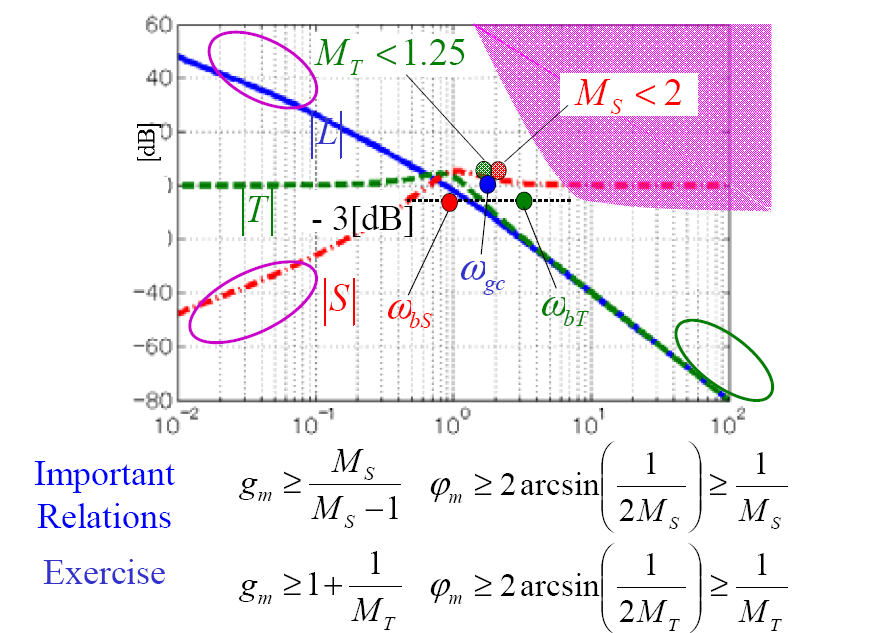 60
M_T < 1.25
40
M_S < 2
[dB]
|L|
|T|
- 3[dB]
ω_gc
−40
|S|
ω_bS
ω_bT
−60
−80
10^−2
10^−1
10^0
10^1
10^2
Important
Relations
g_m ≥ M_S / (M_S − 1)
φ_m ≥ 2 arcsin(1 / (2M_S)) ≥ 1 / M_S
Exercise
g_m ≥ 1 + 1 / M_T
φ_m ≥ 2 arcsin(1 / (2M_T)) ≥ 1 / M_T